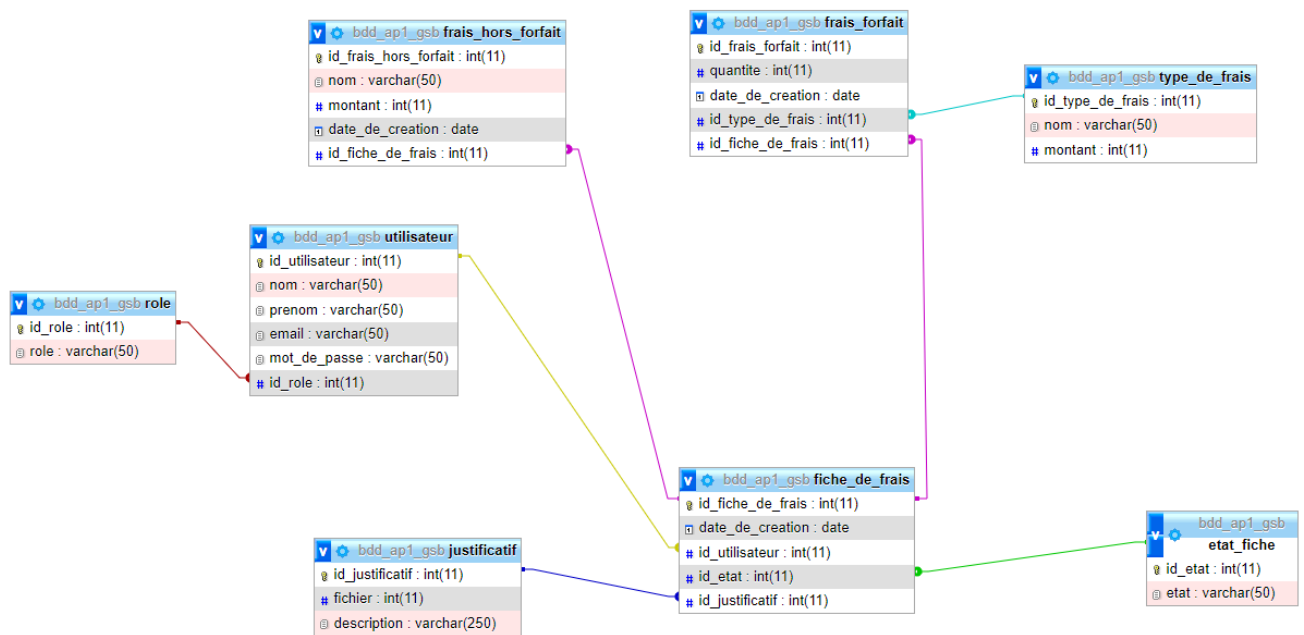 bdd_ap1_gsb frais_hors_forfait
id_frais_hors_forfait : int(11)
nom : varchar(50)
# montant : int(11)
date_de_creation : date
# id_fiche_de_frais : int(11)
bdd_ap1_gsb frais_forfait
id_frais_forfait : int(11)
# quantite : int(11)
date_de_creation : date
# id_type_de_frais : int(11)
# id_fiche_de_frais : int(11)
bdd_ap1_gsb type_de_frais
id_type_de_frais : int(11)
nom : varchar(50)
# montant : int(11)
bdd_ap1_gsb utilisateur
id_utilisateur : int(11)
nom : varchar(50)
prenom : varchar(50)
email : varchar(50)
mot_de_passe : varchar(50)
# id_role : int(11)
bdd_ap1_gsb role
id_role : int(11)
role : varchar(50)
bdd_ap1_gsb fiche_de_frais
id_fiche_de_frais : int(11)
date_de_creation : date
# id_utilisateur : int(11)
# id_etat : int(11)
# id_justificatif : int(11)
bdd_ap1_gsb
etat_fiche
id_etat : int(11)
etat : varchar(50)
bdd_ap1_gsb justificatif
id_justificatif : int(11)
# fichier : int(11)
description : varchar(250)